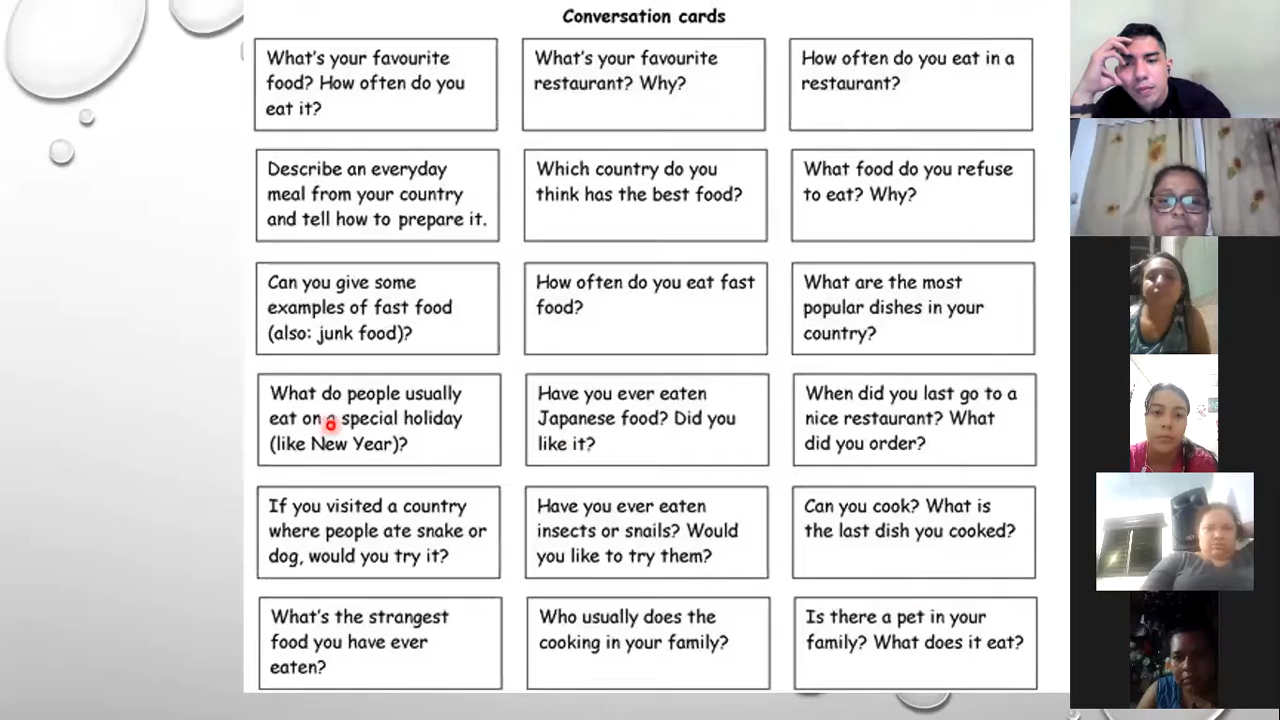 Conversation cards
What's your favourite
food? How often do you
eat it?
What's your favourite
restaurant? Why?
How often do you eat in a
restaurant?
Describe an everyday
meal from your country
and tell how to prepare it.
Which country do you
think has the best food?
What food do you refuse
to eat? Why?
Can you give some
examples of fast food
(also: junk food)?
How often do you eat fast
food?
What are the most
popular dishes in your
country?
What do people usually
eat on a special holiday
(like New Year)?
Have you ever eaten
Japanese food? Did you
like it?
When did you last go to a
nice restaurant? What
did you order?
If you visited a country
where people ate snake or
dog, would you try it?
Have you ever eaten
insects or snails? Would
you like to try them?
Can you cook? What is
the last dish you cooked?
What's the strangest
food you have ever
eaten?
Who usually does the
cooking in your family?
Is there a pet in your
family? What does it eat?